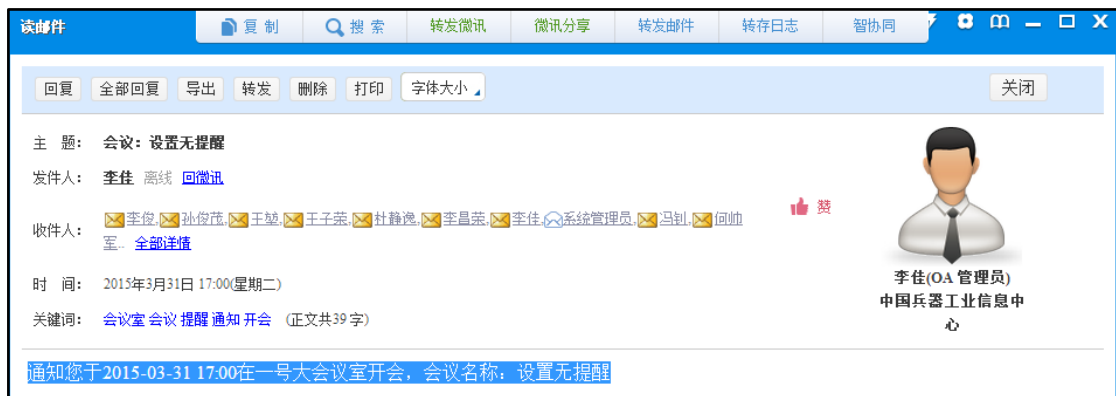 读邮件 复制 搜索 转发微讯 微讯分享 转发邮件 转存日志 智协同
回复 全部回复 导出 转发 删除 打印 字体大小 关闭
主 题: 会议:设置无提醒
发件人: 李佳 离线 回微讯
收件人: 李俊,孙俊茂,王堃,王子荣,杜静逸,李昌荣,李佳,系统管理员,冯钊,何帅
军.. 全部详情
赞
时 间: 2015年3月31日 17:00(星期二)
关键词: 会议室 会议 提醒 通知 开会 (正文共39字)
李佳(OA 管理员)
中国兵器工业信息中
心
通知您于2015-03-31 17:00在一号大会议室开会,会议名称:设置无提醒